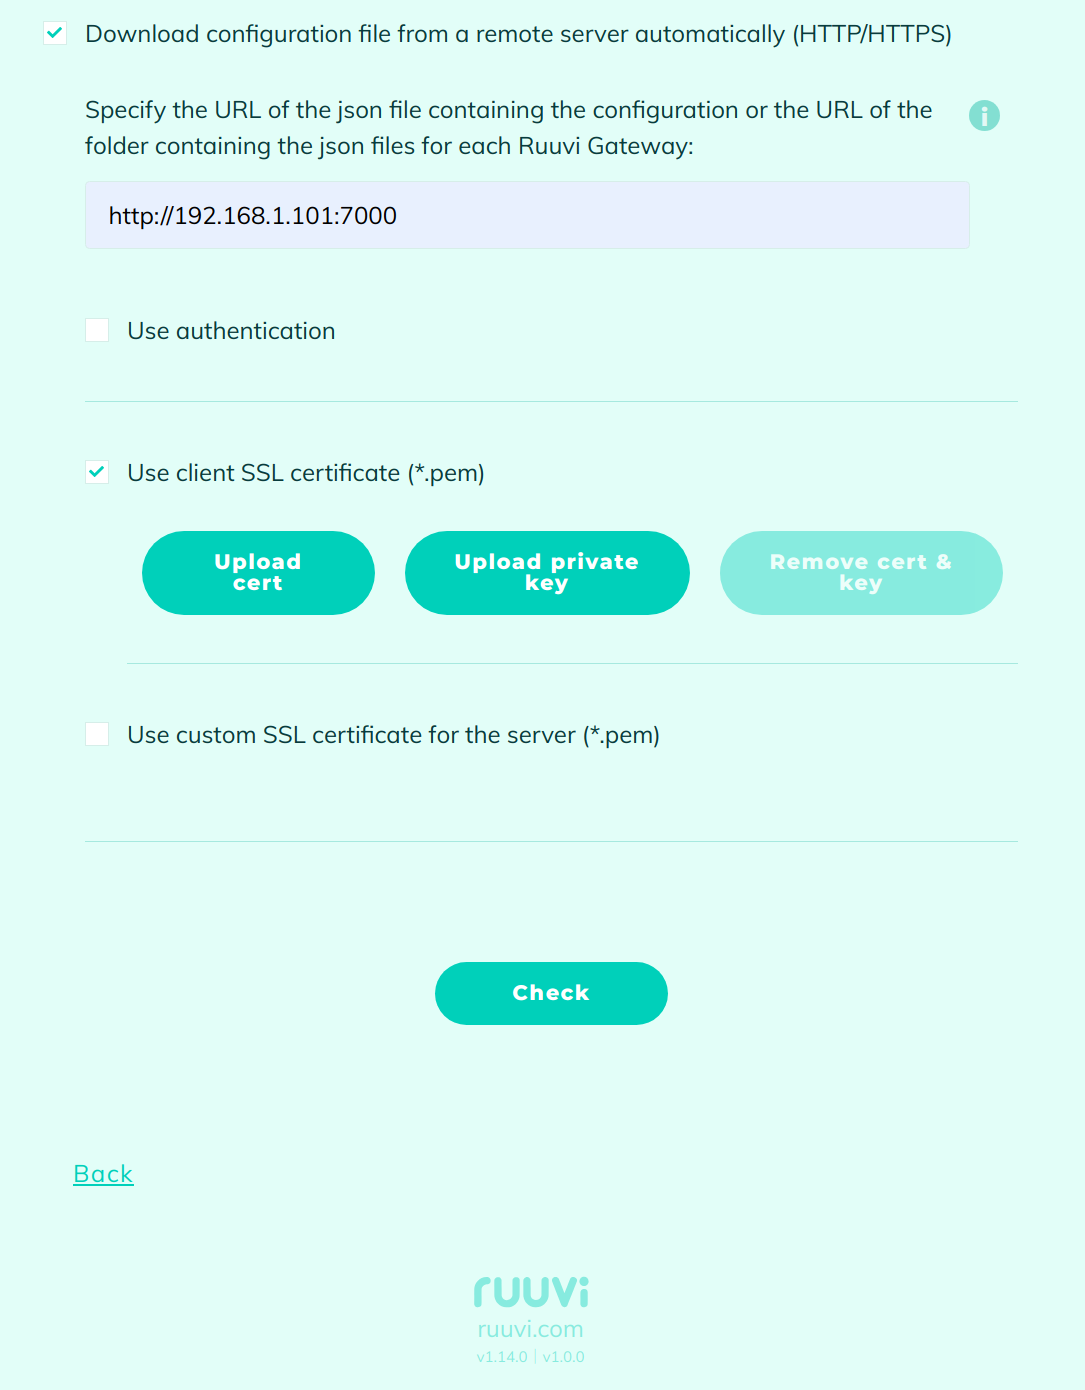 Download configuration file from a remote server automatically (HTTP/HTTPS)
Specify the URL of the json file containing the configuration or the URL of the
folder containing the json files for each Ruuvi Gateway:
http://192.168.1.101:7000
Use authentication
Use client SSL certificate (*.pem)
Upload
cert
Upload private
key
Remove cert &
key
Use custom SSL certificate for the server (*.pem)
Check
Back
ruuvi
ruuvi.com
v1.14.0 | v1.0.0